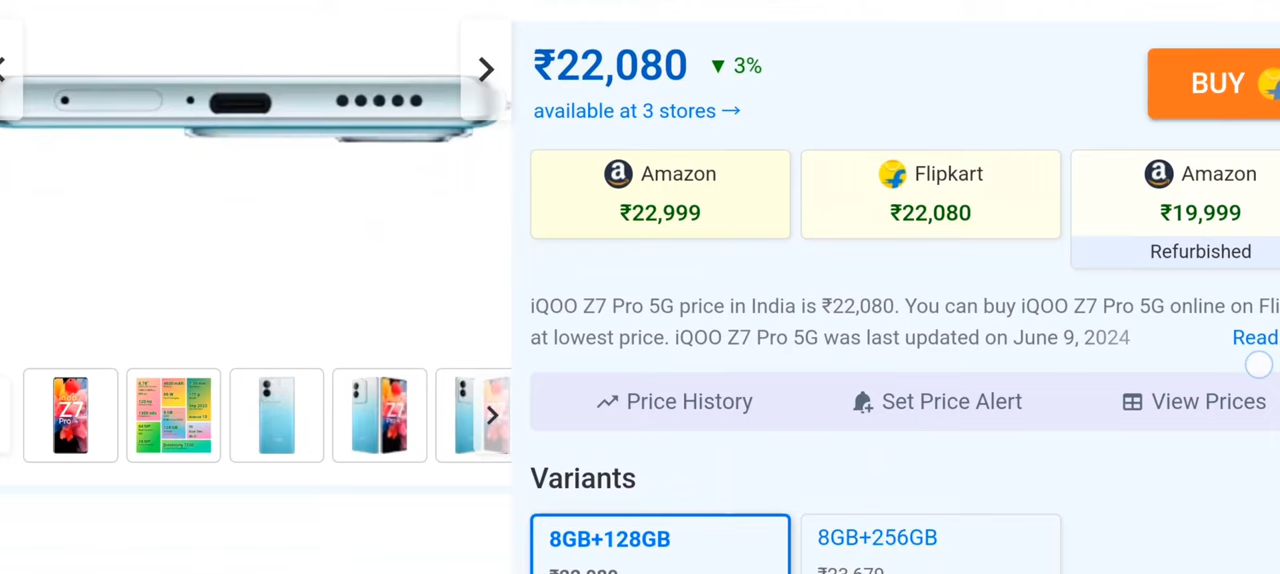 ₹22,080 ▼ 3%
BUY
available at 3 stores →
Amazon
₹22,999
Flipkart
₹22,080
Amazon
₹19,999
Refurbished
iQOO Z7 Pro 5G price in India is ₹22,080. You can buy iQOO Z7 Pro 5G online on Fli
at lowest price. iQOO Z7 Pro 5G was last updated on June 9, 2024 Read
Price History Set Price Alert View Prices
Variants
8GB+128GB
8GB+256GB
iQOO
Z7
Pro